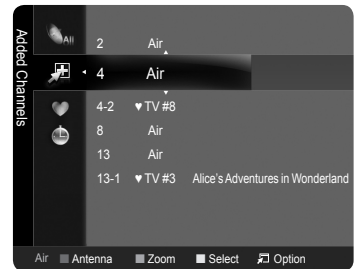 Added Channels
All
2 Air
4 Air
4-2 ♥ TV #8
8 Air
13 Air
13-1 ♥ TV #3 Alice's Adventures in Wonderland
Air Antenna Zoom Select Option